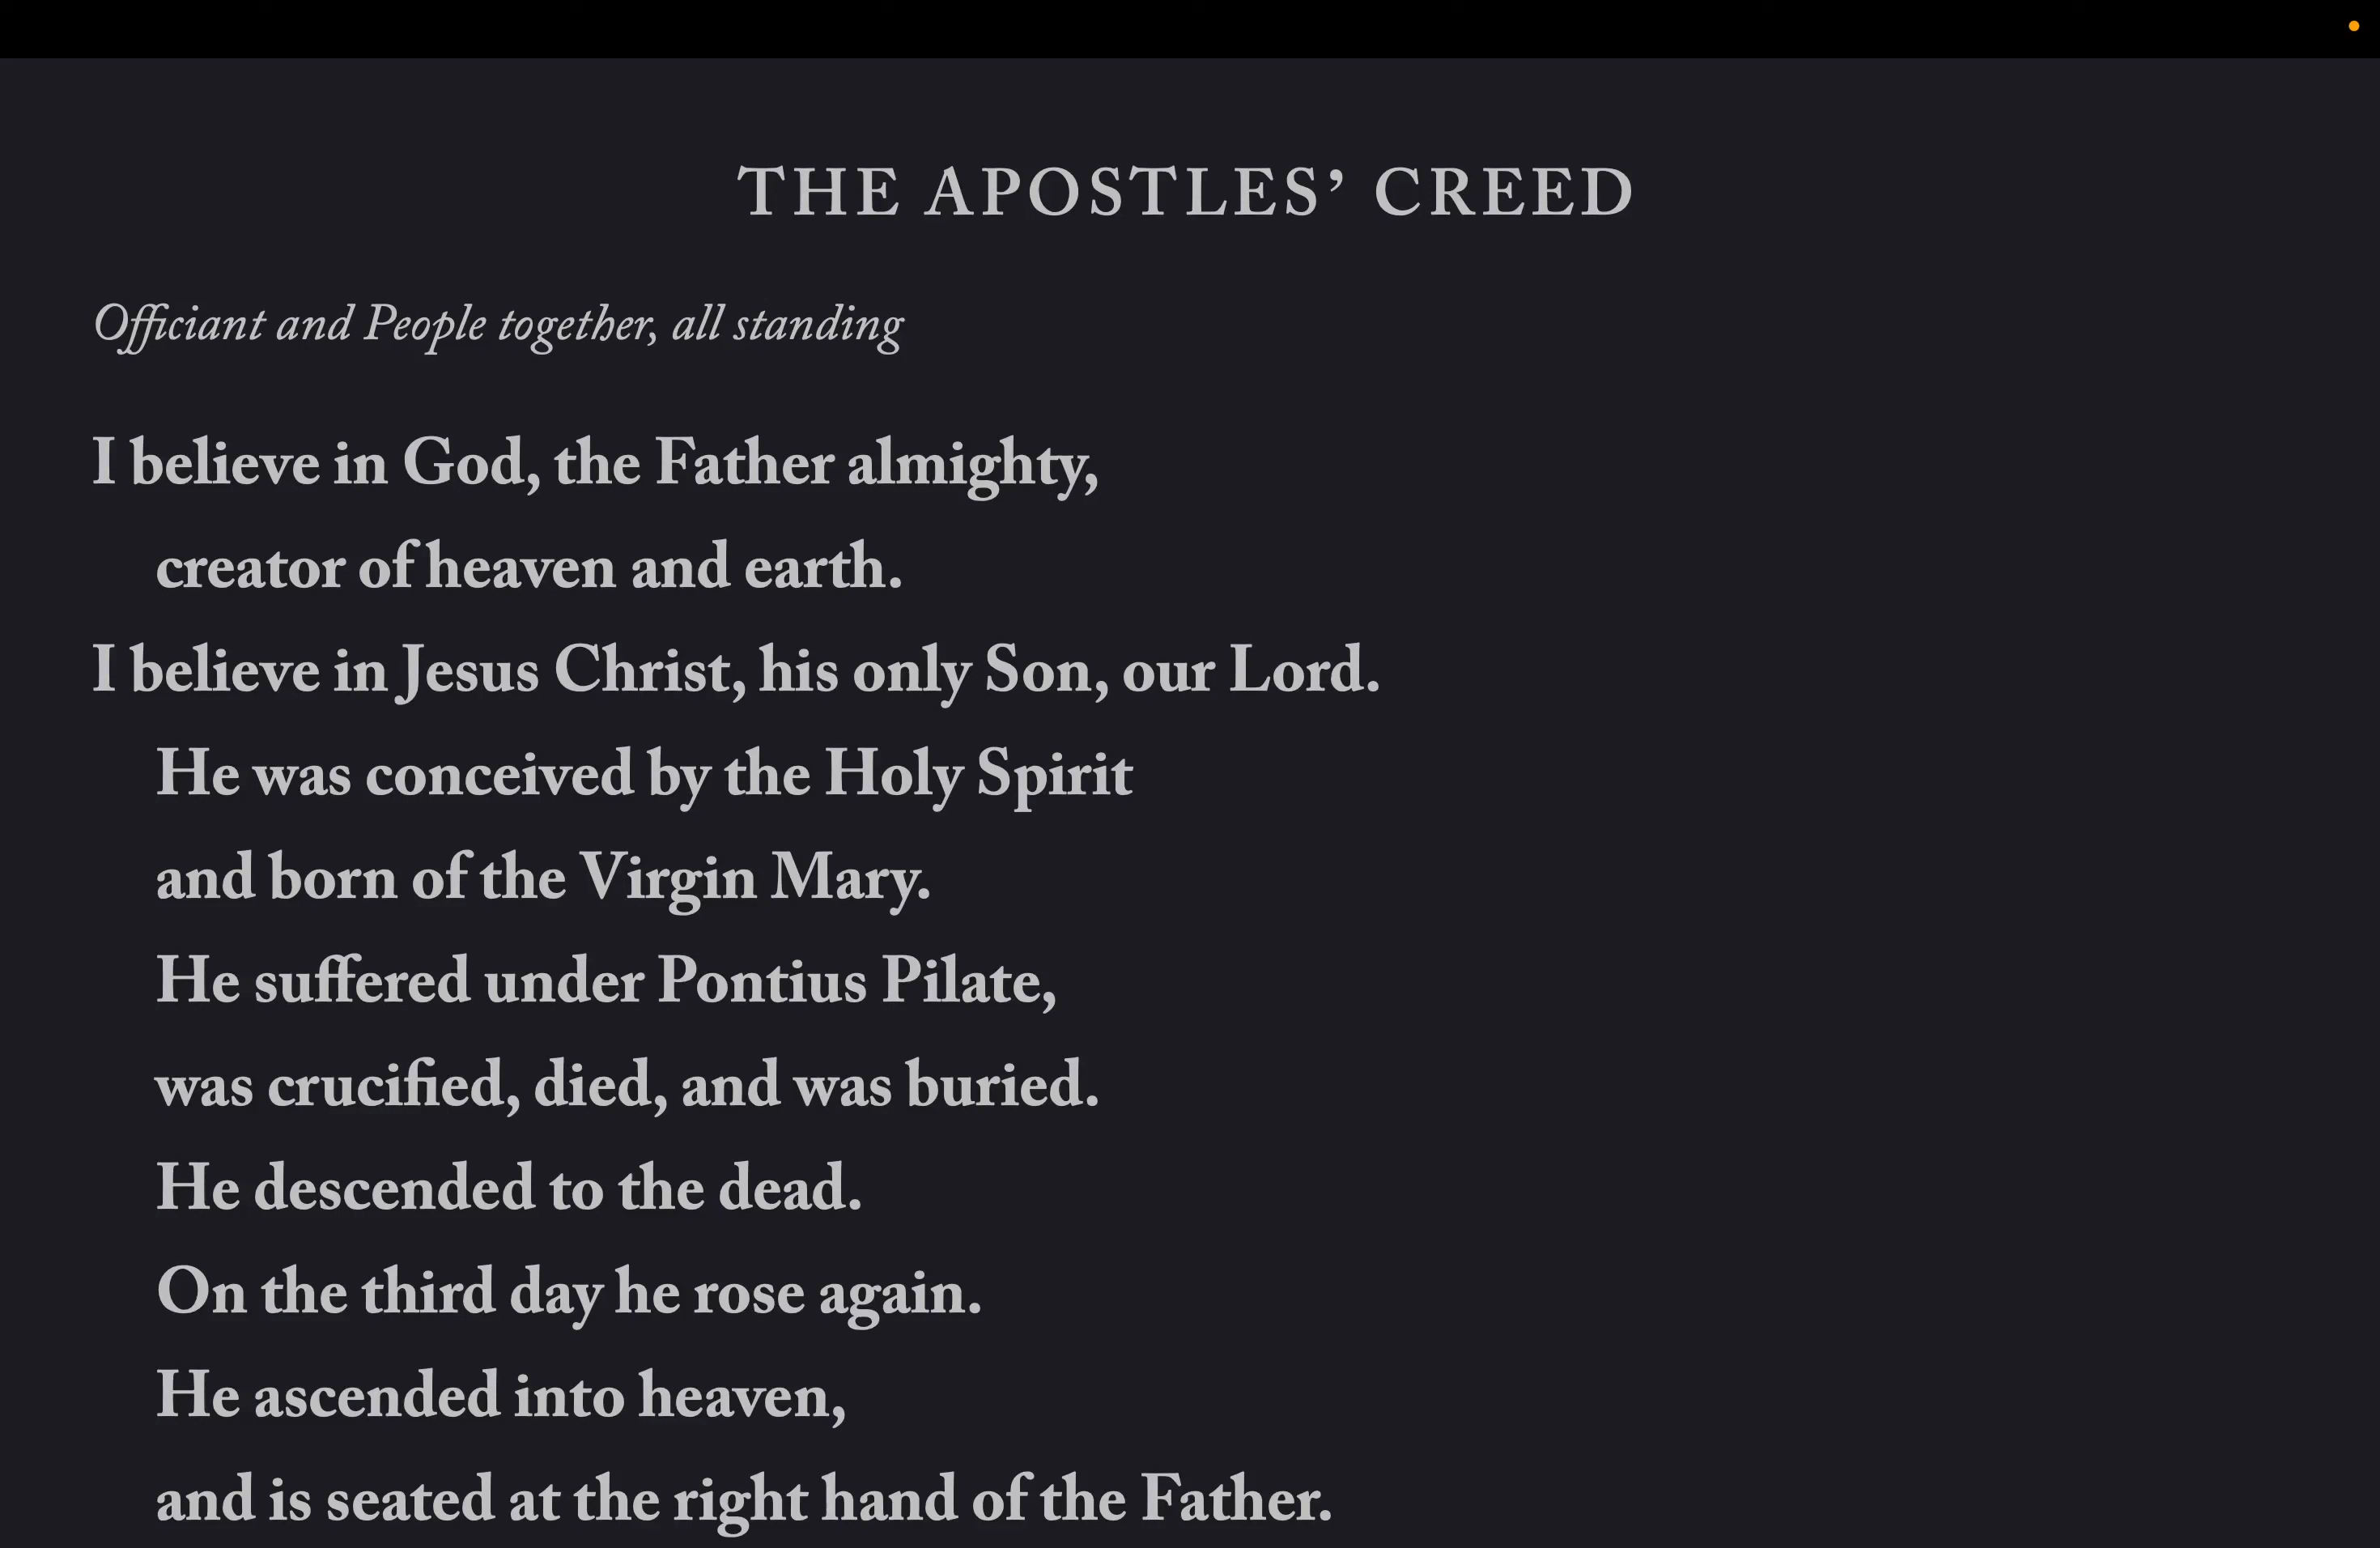 THE APOSTLES’ CREED
Officiant and People together, all standing
I believe in God, the Father almighty,
creator of heaven and earth.
I believe in Jesus Christ, his only Son, our Lord.
He was conceived by the Holy Spirit
and born of the Virgin Mary.
He suffered under Pontius Pilate,
was crucified, died, and was buried.
He descended to the dead.
On the third day he rose again.
He ascended into heaven,
and is seated at the right hand of the Father.